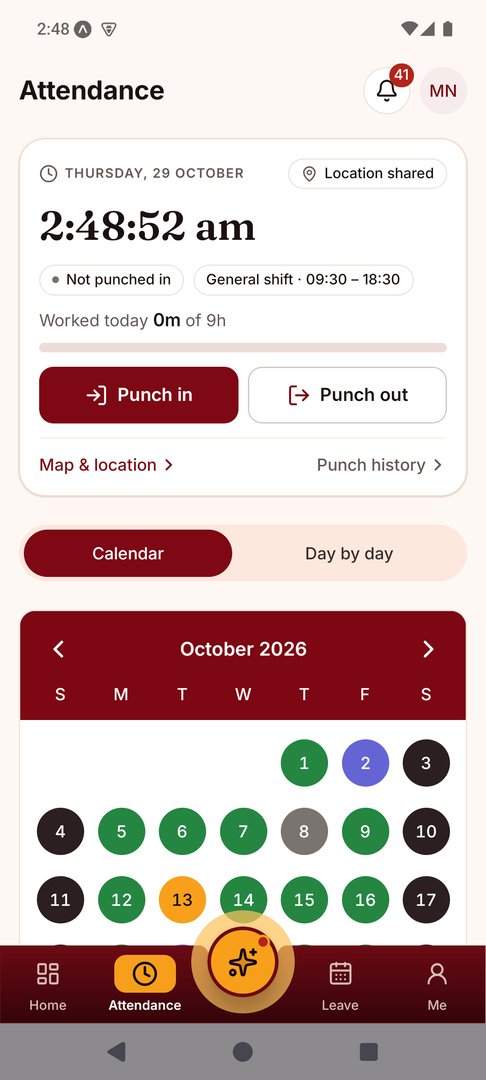 2:48
Attendance
41
MN
THURSDAY, 29 OCTOBER
Location shared
2:48:52 am
Not punched in
General shift · 09:30 – 18:30
Worked today 0m of 9h
Punch in
Punch out
Map & location
Punch history
Calendar
Day by day
October 2026
S M T W T F S
1 2 3
4 5 6 7 8 9 10
11 12 13 14 15 16 17
Home
Attendance
Leave
Me